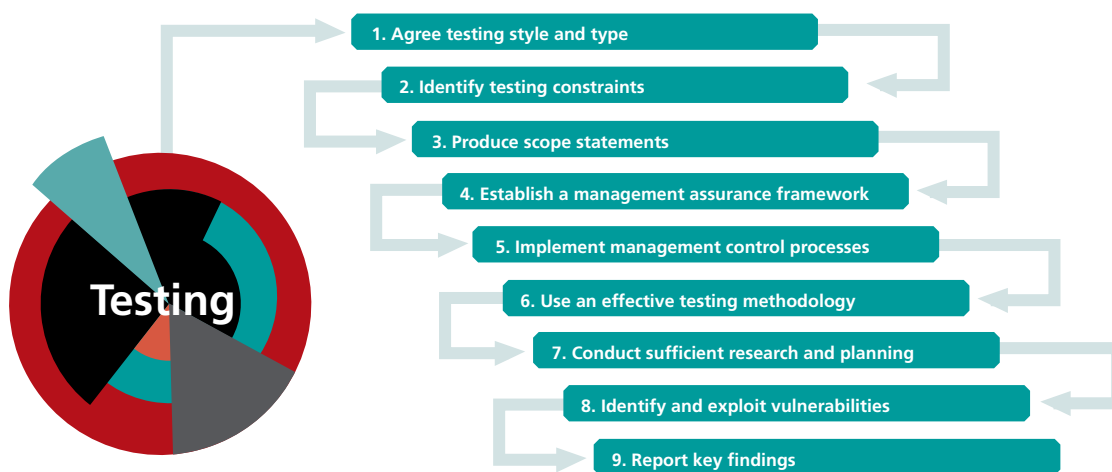 1. Agree testing style and type
2. Identify testing constraints
3. Produce scope statements
4. Establish a management assurance framework
5. Implement management control processes
Testing
6. Use an effective testing methodology
7. Conduct sufficient research and planning
8. Identify and exploit vulnerabilities
9. Report key findings